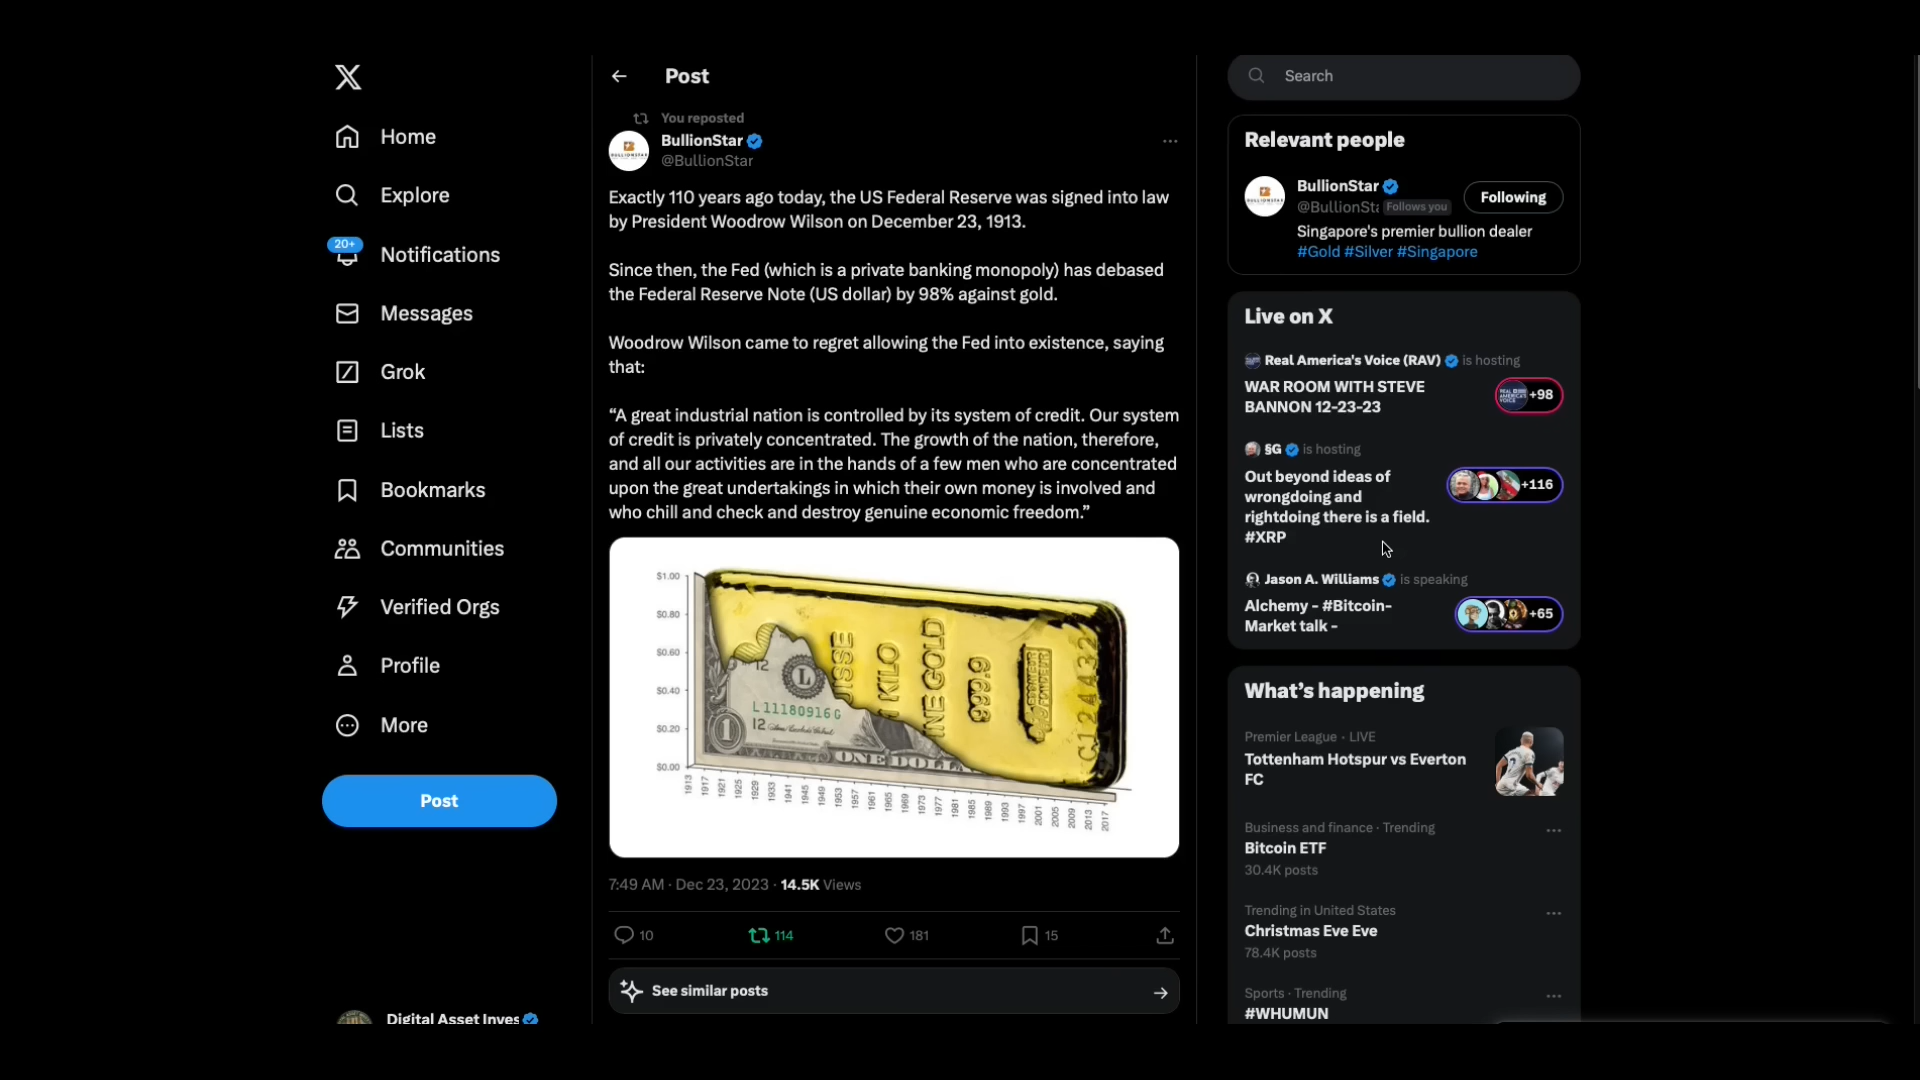 Home
Explore
20+
Notifications
Messages
Grok
Lists
Bookmarks
Communities
Verified Orgs
Profile
More
Post
Digital Asset Inves
Post
You reposted
BullionStar
@BullionStar
Exactly 110 years ago today, the US Federal Reserve was signed into law
by President Woodrow Wilson on December 23, 1913.
Since then, the Fed (which is a private banking monopoly) has debased
the Federal Reserve Note (US dollar) by 98% against gold.
Woodrow Wilson came to regret allowing the Fed into existence, saying
that:
“A great industrial nation is controlled by its system of credit. Our system
of credit is privately concentrated. The growth of the nation, therefore,
and all our activities are in the hands of a few men who are concentrated
upon the great undertakings in which their own money is involved and
who chill and check and destroy genuine economic freedom.”
$1.00
$0.80
$0.60
$0.40
$0.20
$0.00
12
L
L 11180916 G
12
1
ONE DOLL
ISSE
KILO
INE GOLD
999.9
C124432
1913 1917 1921 1925 1929 1933 1941 1945 1949 1953 1957 1961 1965 1969 1973 1977 1981 1985 1989 1993 1997 2001 2005 2009 2013 2017
7:49 AM · Dec 23, 2023 · 14.5K Views
10 114 181 15
See similar posts
Search
Relevant people
BullionStar
@BullionSta Follows you
Following
Singapore's premier bullion dealer
#Gold #Silver #Singapore
Live on X
Real America's Voice (RAV) is hosting
WAR ROOM WITH STEVE
BANNON 12-23-23
+98
§G is hosting
Out beyond ideas of
wrongdoing and
rightdoing there is a field.
#XRP
+116
Jason A. Williams is speaking
Alchemy - #Bitcoin-
Market talk -
+65
What's happening
Premier League · LIVE
Tottenham Hotspur vs Everton
FC
Business and finance · Trending
Bitcoin ETF
30.4K posts
Trending in United States
Christmas Eve Eve
78.4K posts
Sports · Trending
#WHUMUN